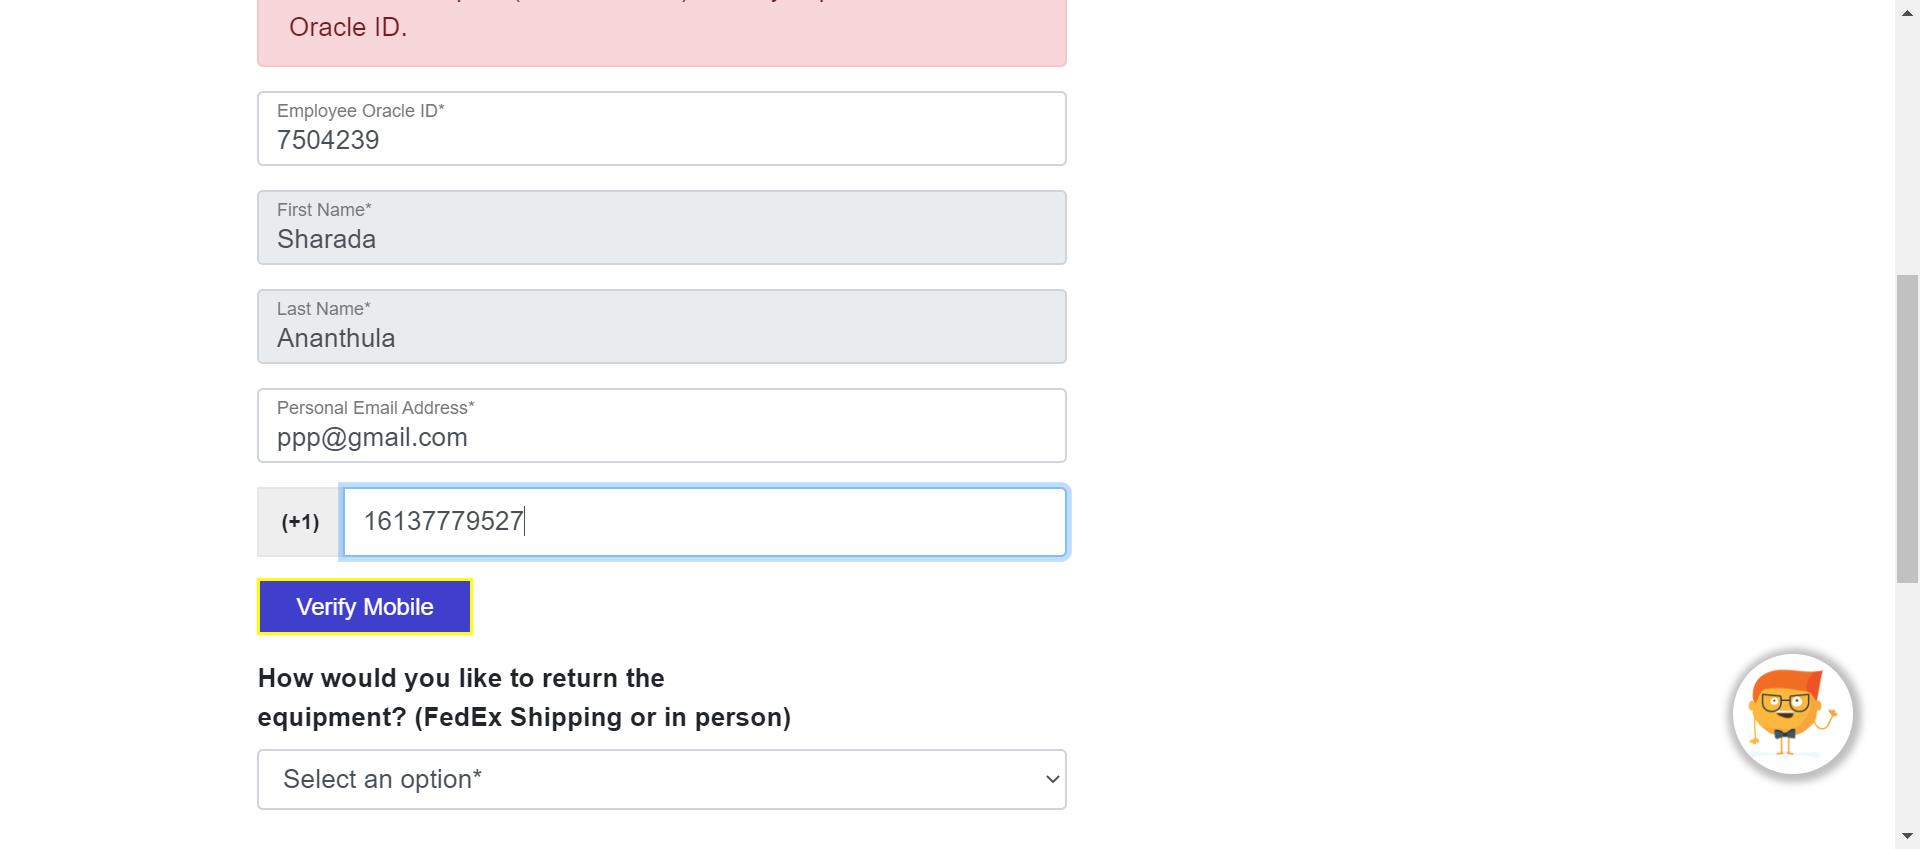 Oracle ID.
Employee Oracle ID*
7504239
First Name*
Sharada
Last Name*
Ananthula
Personal Email Address*
ppp@gmail.com
(+1)
16137779527
Verify Mobile
How would you like to return the
equipment? (FedEx Shipping or in person)
Select an option*